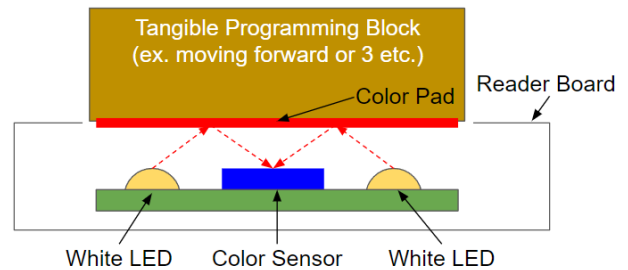 Tangible Programming Block
(ex. moving forward or 3 etc.)
Color Pad
Reader Board
White LED
Color Sensor
White LED